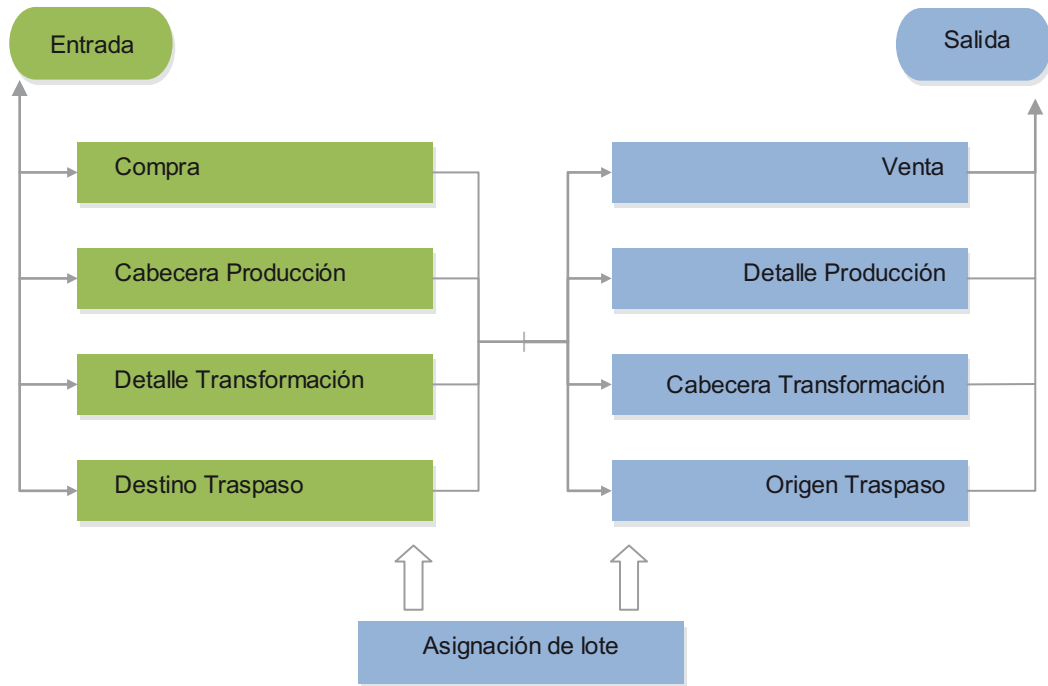 Entrada
Salida
Compra
Venta
Cabecera Producción
Detalle Producción
Detalle Transformación
Cabecera Transformación
Destino Traspaso
Origen Traspaso
Asignación de lote